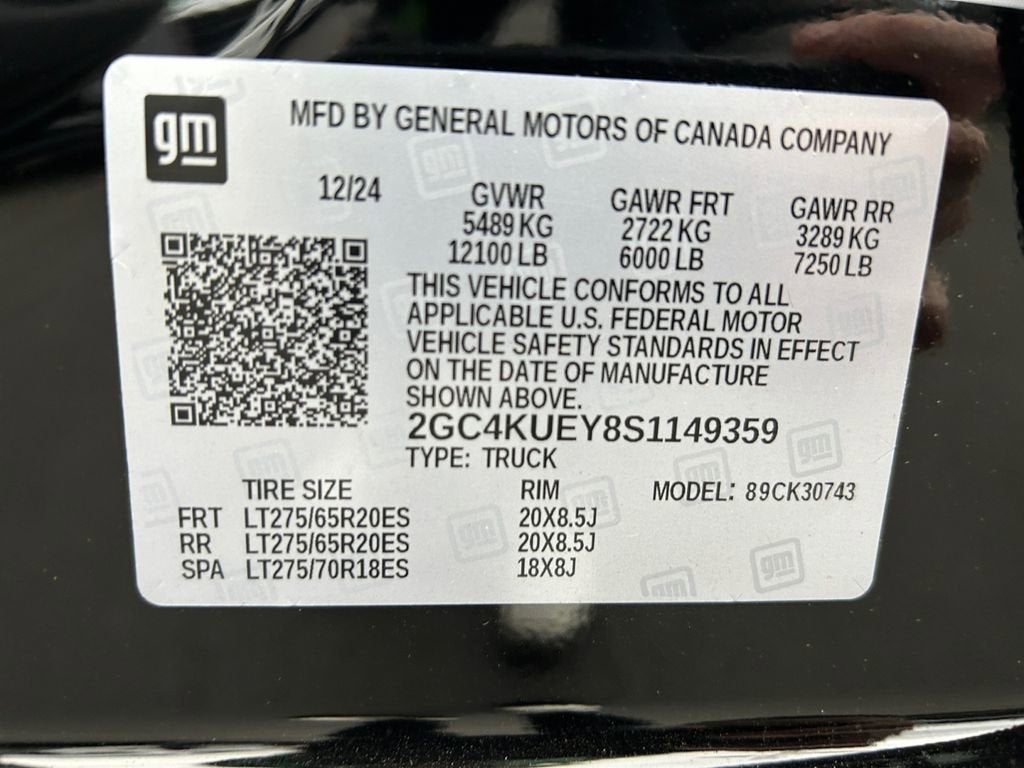 gm
MFD BY GENERAL MOTORS OF CANADA COMPANY
12/24 GVWR GAWR FRT GAWR RR
5489 KG 2722 KG 3289 KG
12100 LB 6000 LB 7250 LB
THIS VEHICLE CONFORMS TO ALL
APPLICABLE U.S. FEDERAL MOTOR
VEHICLE SAFETY STANDARDS IN EFFECT
ON THE DATE OF MANUFACTURE
SHOWN ABOVE.
2GC4KUEY8S1149359
TYPE: TRUCK
TIRE SIZE RIM MODEL: 89CK30743
FRT LT275/65R20ES 20X8.5J
RR LT275/65R20ES 20X8.5J
SPA LT275/70R18ES 18X8J